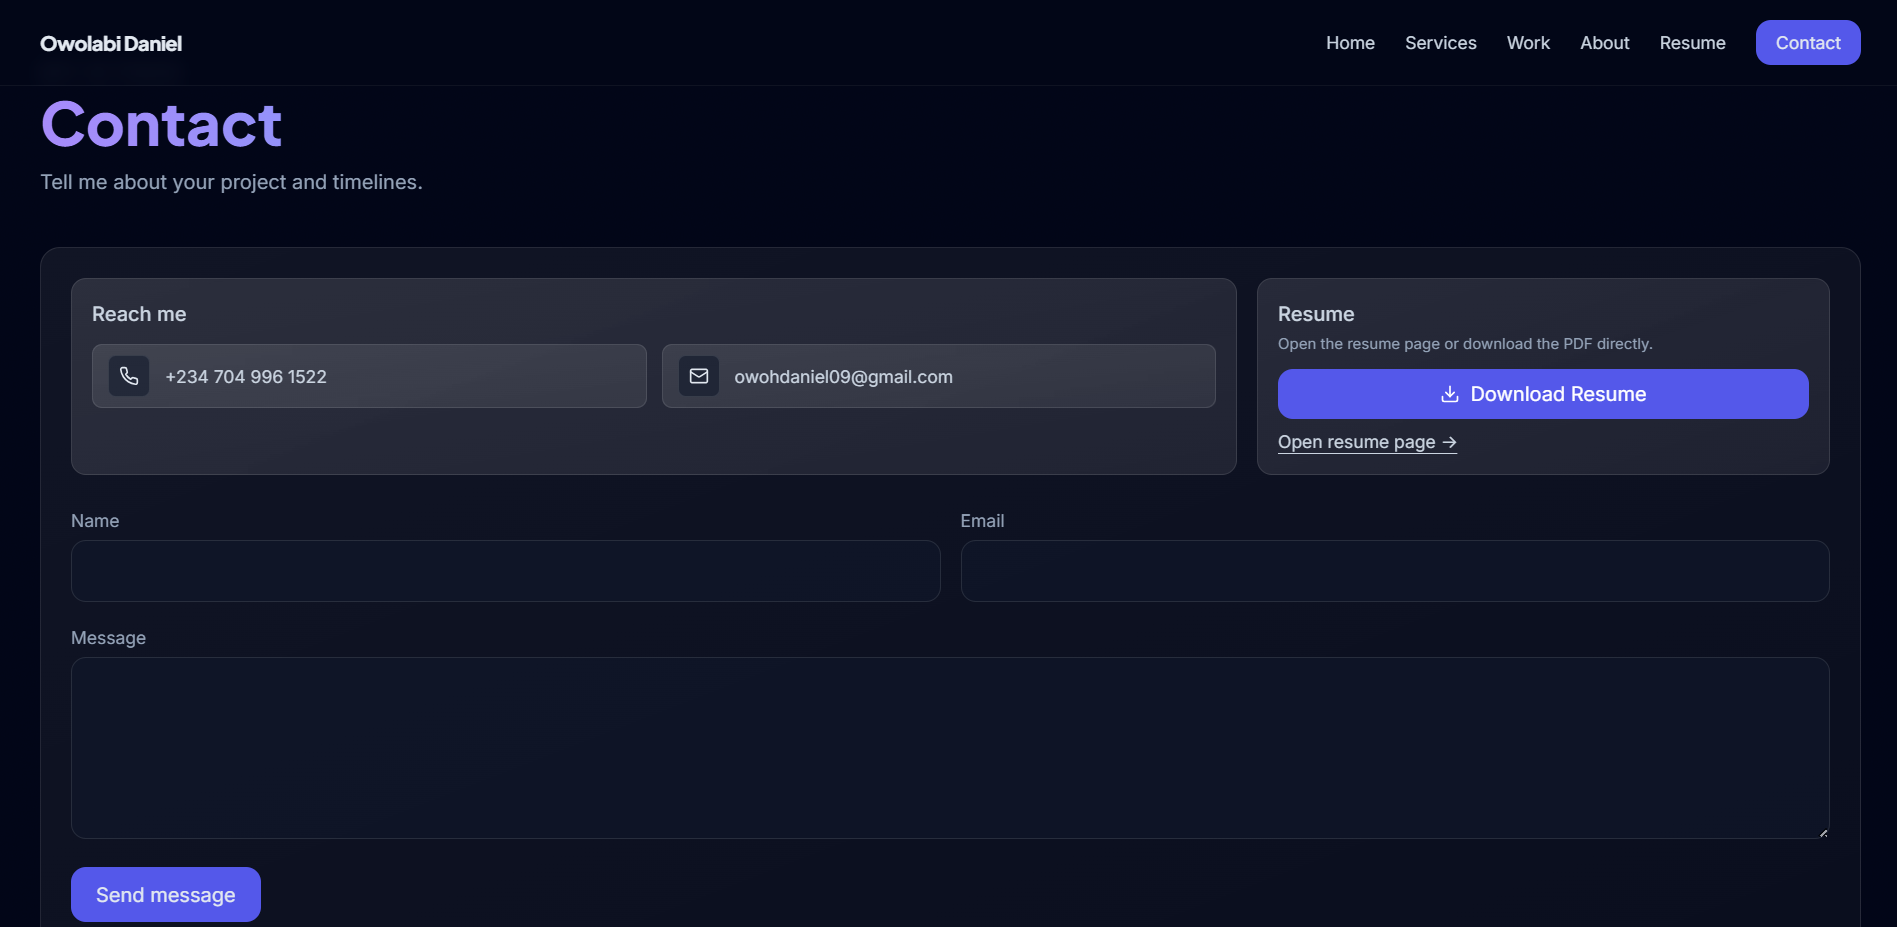 Owolabi Daniel
Home Services Work About Resume Contact
Contact
Tell me about your project and timelines.
Reach me
+234 704 996 1522
owohdaniel09@gmail.com
Resume
Open the resume page or download the PDF directly.
Download Resume
Open resume page →
Name
Email
Message
Send message